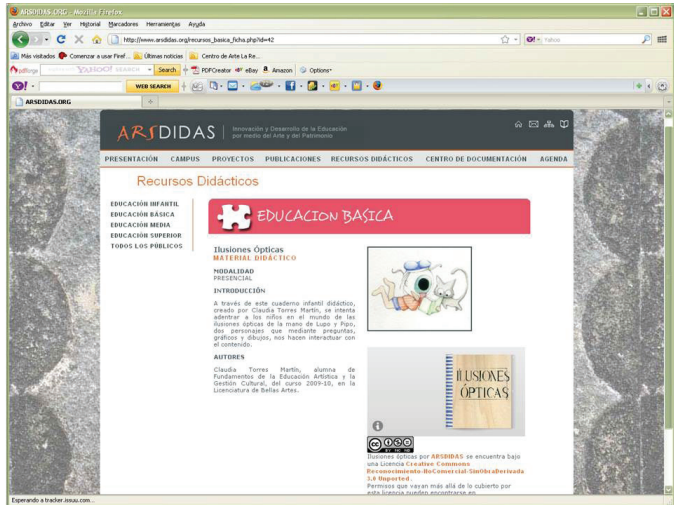 ARSDIDAS.ORG - Mozilla Firefox
Archivo Editar Ver Historial Marcadores Herramientas Ayuda
http://www.arsdidas.org/recursos_basica_ficha.php?id=42
Yahoo
Más visitados Comenzar a usar Firef... Últimas noticias Centro de Arte La Re...
pdfforge YAHOO! SEARCH Search PDFCreator eBay Amazon Options
WEB SEARCH
ARSDIDAS.ORG
ARSDIDAS
Innovación y Desarrollo de la Educación
por medio del Arte y del Patrimonio
PRESENTACIÓN CAMPUS PROYECTOS PUBLICACIONES RECURSOS DIDÁCTICOS CENTRO DE DOCUMENTACIÓN AGENDA
Recursos Didácticos
EDUCACIÓN INFANTIL
EDUCACIÓN BÁSICA
EDUCACIÓN MEDIA
EDUCACIÓN SUPERIOR
TODOS LOS PÚBLICOS
EDUCACION BASICA
Ilusiones Ópticas
MATERIAL DIDÁCTICO
MODALIDAD
PRESENCIAL
INTRODUCCIÓN
A través de este cuaderno infantil didáctico,
creado por Claudia Torres Martín, se intenta
adentrar a los niños en el mundo de las
ilusiones ópticas de la mano de Lupo y Pipo,
dos personajes que mediante preguntas,
gráficos y dibujos, nos hacen interactuar con
el contenido.
AUTORES
Claudia Torres Martín, alumna de
Fundamentos de la Educación Artística y la
Gestión Cultural, del curso 2009-10, en la
Licenciatura de Bellas Artes.
ILUSIONES
ÓPTICAS
BY NC ND
Ilusiones ópticas por ARSDIDAS se encuentra bajo
una Licencia Creative Commons
Reconocimiento-NoComercial-SinObraDerivada
3.0 Unported.
Permisos que vayan más allá de lo cubierto por
esta licencia pueden encontrarse en
Esperando a tracker.issuu.com...